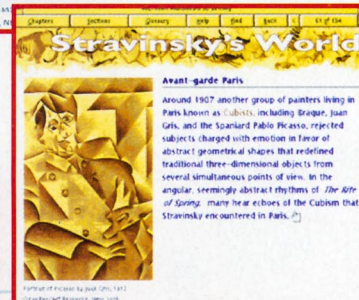 Chapters Sections Glossary Help Find Back 61 of 134
Stravinsky's World
Avant-garde Paris
Around 1907 another group of painters living in
Paris known as Cubists, including Braque, Juan
Gris, and the Spaniard Pablo Picasso, rejected
subjects charged with emotion in favor of
abstract geometrical shapes that redefined
traditional three-dimensional objects from
several simultaneous points of view. In the
angular, seemingly abstract rhythms of The Rite
of Spring, many hear echoes of the Cubism that
Stravinsky encountered in Paris.
Portrait of Picasso by Juan Gris, 1912